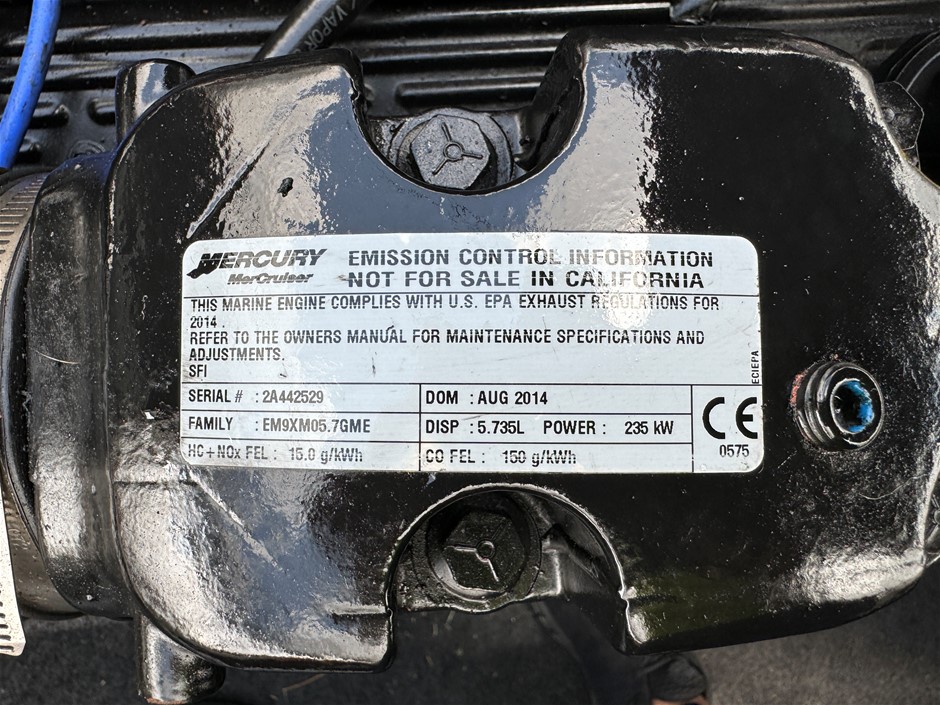 VAPOR
MERCURY
MerCruiser
EMISSION CONTROL INFORMATION
NOT FOR SALE IN CALIFORNIA
THIS MARINE ENGINE COMPLIES WITH U.S. EPA EXHAUST REGULATIONS FOR
2014 .
REFER TO THE OWNERS MANUAL FOR MAINTENANCE SPECIFICATIONS AND
ADJUSTMENTS.
SFI
ECIEPA
SERIAL # : 2A442529 DOM : AUG 2014
FAMILY : EM9XM05.7GME DISP : 5.735L POWER : 235 kW
HC+NOx FEL : 15.0 g/kWh CO FEL : 150 g/kWh
CE
0575